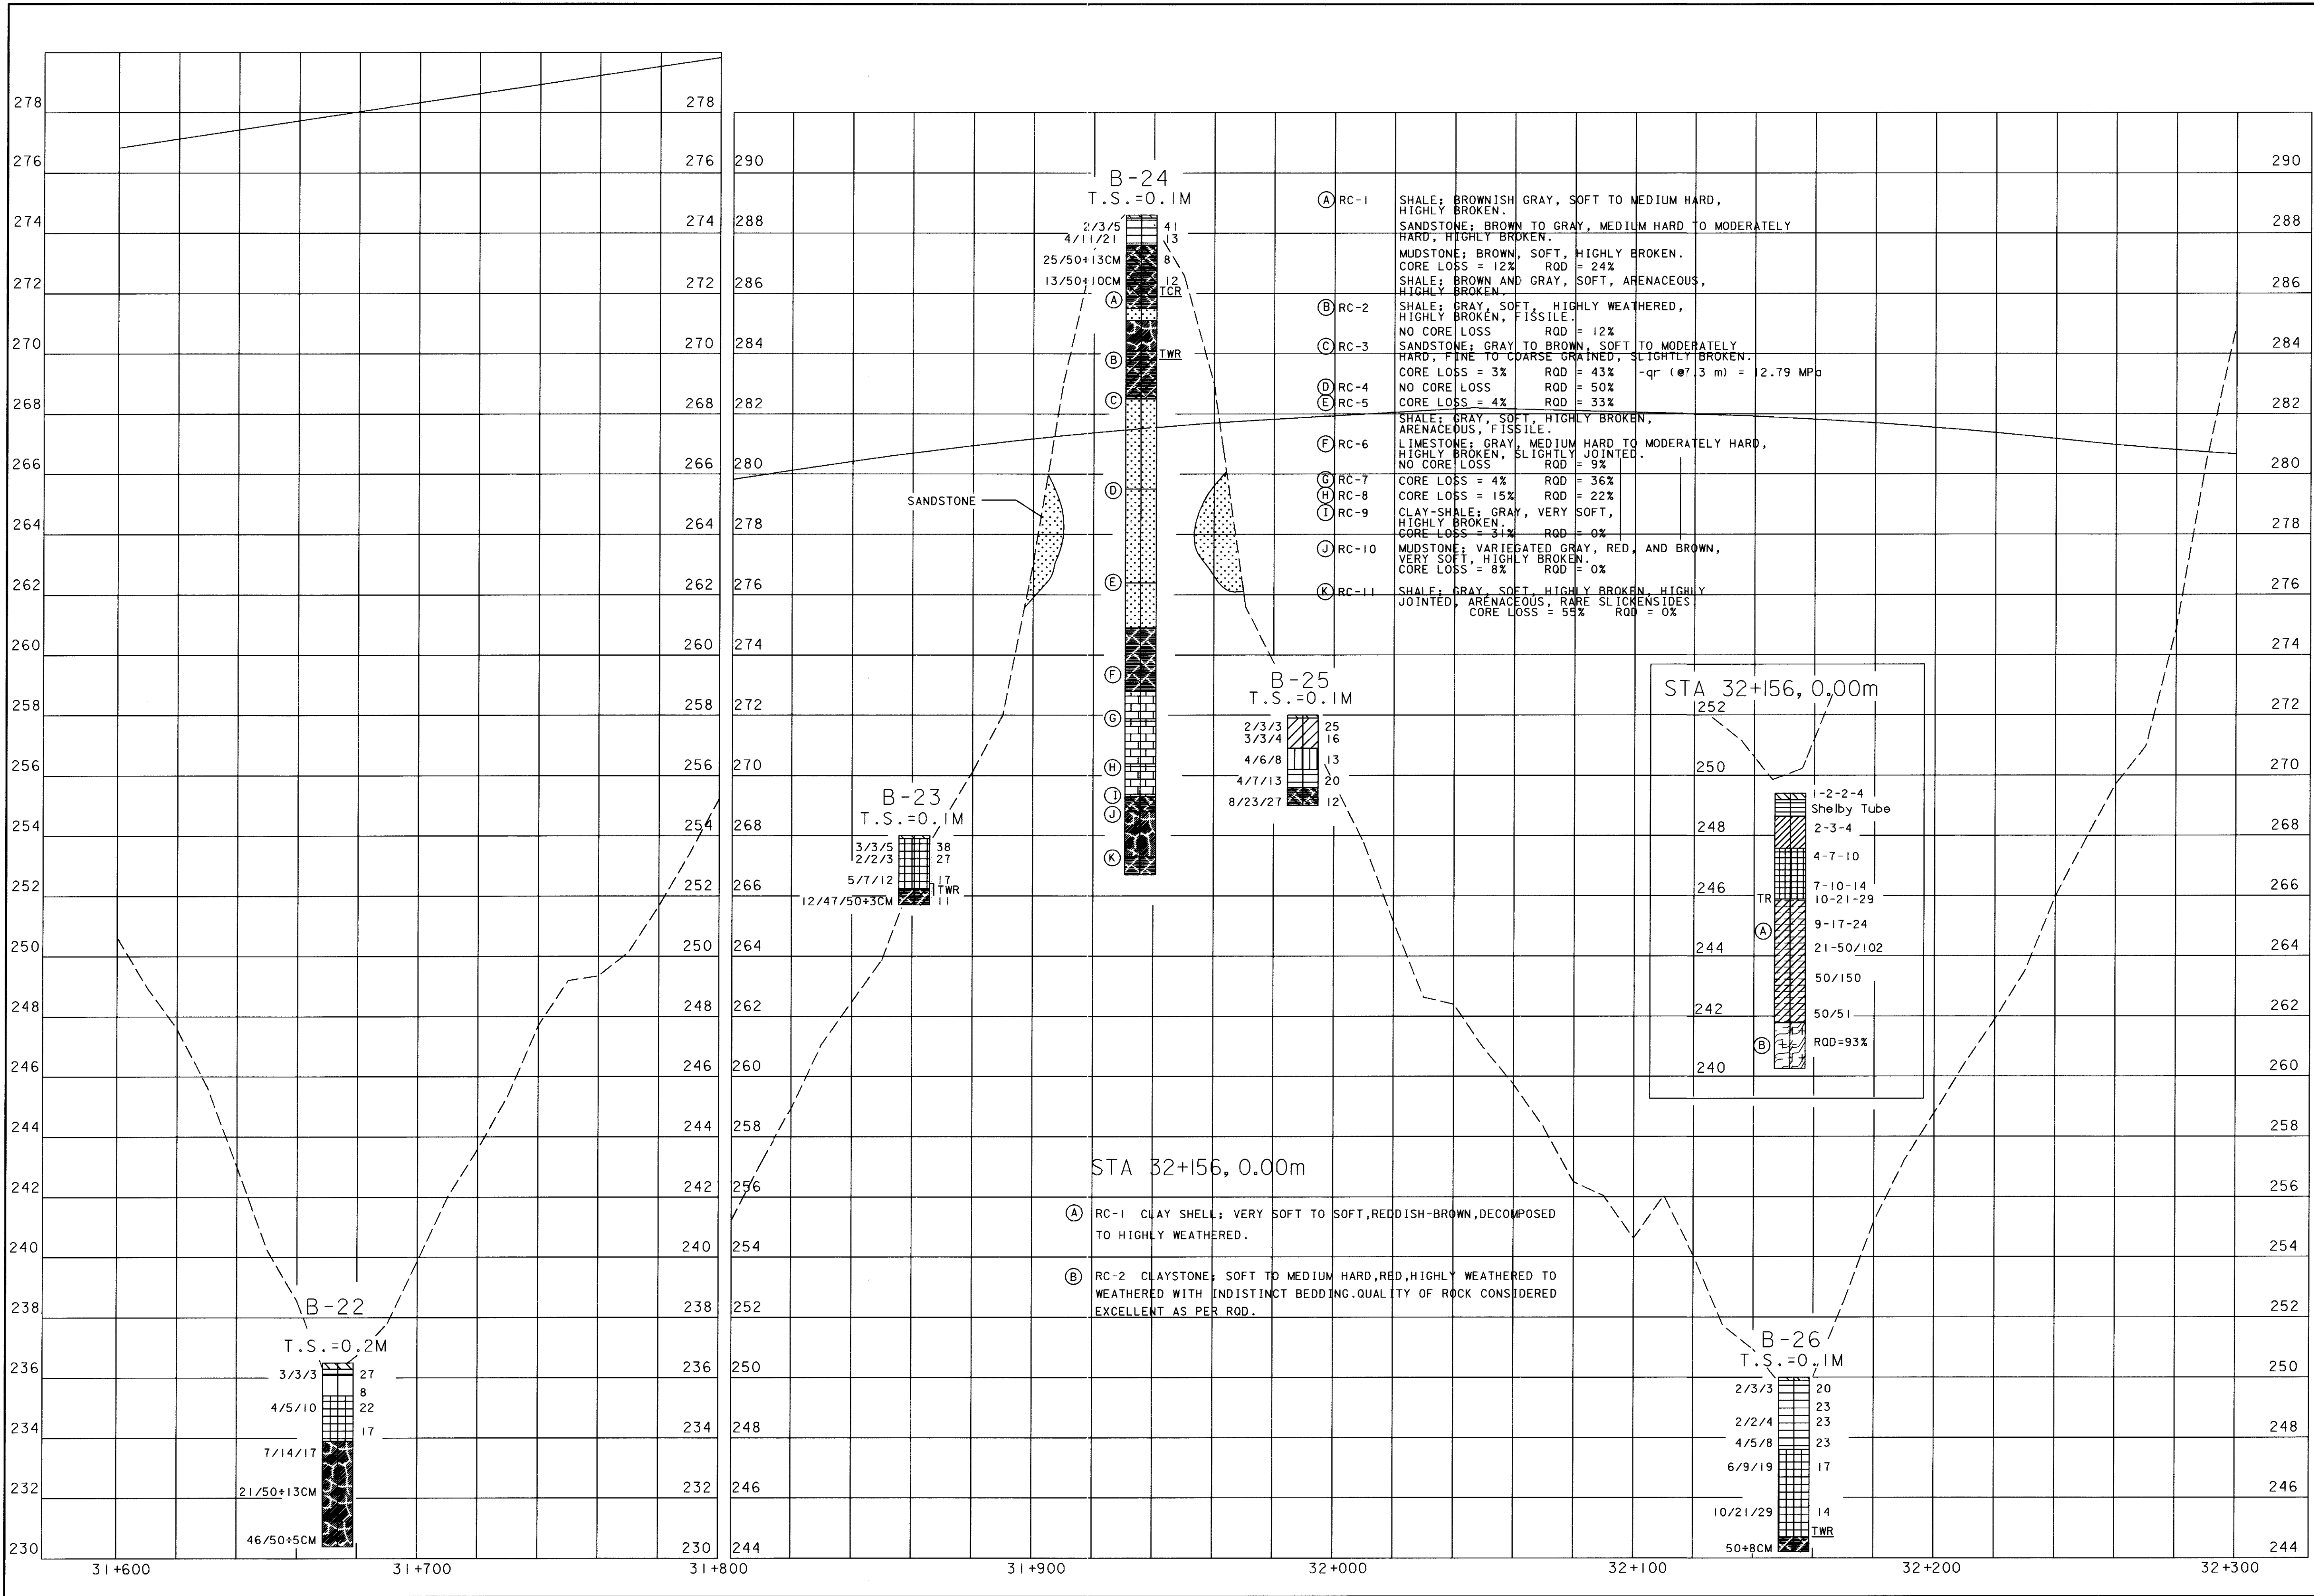 278
276
274
272
270
268
266
264
262
260
258
256
254
252
250
248
246
244
242
240
238
236
234
232
230
278
276
274
272
270
268
266
264
262
260
258
256
254
252
250
248
246
244
242
240
238
236
234
232
230
B-22
T.S.=0.2M
3/3/3 27
8
4/5/10 22
17
7/14/17
21/50÷13CM
46/50÷5CM
290
288
286
284
282
280
278
276
274
272
270
268
266
264
262
260
258
256
254
252
250
248
246
244
B-23
T.S.=0.1M
3/3/5 38
2/2/3 27
5/7/12 17
TWR
12/47/50÷3CM 11
SANDSTONE
B-24
T.S.=0.1M
2/3/5 41
4/11/21 13
25/50÷13CM 8
13/50÷10CM 12
TCR
A
B TWR
C
D
E
F
G
H
I
J
K
A RC-1 SHALE; BROWNISH GRAY, SOFT TO MEDIUM HARD,
HIGHLY BROKEN.
SANDSTONE; BROWN TO GRAY, MEDIUM HARD TO MODERATELY
HARD, HIGHLY BROKEN.
MUDSTONE; BROWN, SOFT, HIGHLY BROKEN.
CORE LOSS = 12% RQD = 24%
SHALE; BROWN AND GRAY, SOFT, ARENACEOUS,
HIGHLY BROKEN.
B RC-2 SHALE; GRAY, SOFT, HIGHLY WEATHERED,
HIGHLY BROKEN, FISSILE.
NO CORE LOSS RQD = 12%
C RC-3 SANDSTONE; GRAY TO BROWN, SOFT TO MODERATELY
HARD, FINE TO COARSE GRAINED, SLIGHTLY BROKEN.
CORE LOSS = 3% RQD = 43% -qr (@7.3 m) = 12.79 MPa
D RC-4 NO CORE LOSS RQD = 50%
E RC-5 CORE LOSS = 4% RQD = 33%
SHALE; GRAY, SOFT, HIGHLY BROKEN,
ARENACEOUS, FISSILE.
F RC-6 LIMESTONE; GRAY, MEDIUM HARD TO MODERATELY HARD,
HIGHLY BROKEN, SLIGHTLY JOINTED.
NO CORE LOSS RQD = 9%
G RC-7 CORE LOSS = 4% RQD = 36%
H RC-8 CORE LOSS = 15% RQD = 22%
I RC-9 CLAY-SHALE; GRAY, VERY SOFT,
HIGHLY BROKEN.
CORE LOSS = 31% RQD = 0%
J RC-10 MUDSTONE; VARIEGATED GRAY, RED, AND BROWN,
VERY SOFT, HIGHLY BROKEN.
CORE LOSS = 8% RQD = 0%
K RC-11 SHALE; GRAY, SOFT, HIGHLY BROKEN, HIGHLY
JOINTED, ARENACEOUS, RARE SLICKENSIDES.
CORE LOSS = 55% RQD = 0%
B-25
T.S.=0.1M
2/3/3 25
3/3/4 16
4/6/8 13
4/7/13 20
8/23/27 12
STA 32+156, 0.00m
252
250
248
246
244
242
240
1-2-2-4
Shelby Tube
2-3-4
4-7-10
7-10-14
TR 10-21-29
A 9-17-24
21-50/102
50/150
50/51
B RQD=93%
STA 32+156, 0.00m
A RC-1 CLAY SHELL; VERY SOFT TO SOFT,REDDISH-BROWN,DECOMPOSED
TO HIGHLY WEATHERED.
B RC-2 CLAYSTONE; SOFT TO MEDIUM HARD,RED,HIGHLY WEATHERED TO
WEATHERED WITH INDISTINCT BEDDING.QUALITY OF ROCK CONSIDERED
EXCELLENT AS PER RQD.
B-26
T.S.=0.1M
2/3/3 20
23
2/2/4 23
4/5/8 23
6/9/19 17
10/21/29 14
TWR
50÷8CM
290
288
286
284
282
280
278
276
274
272
270
268
266
264
262
260
258
256
254
252
250
248
246
244
31+600 31+700 31+800 31+900 32+000 32+100 32+200 32+300